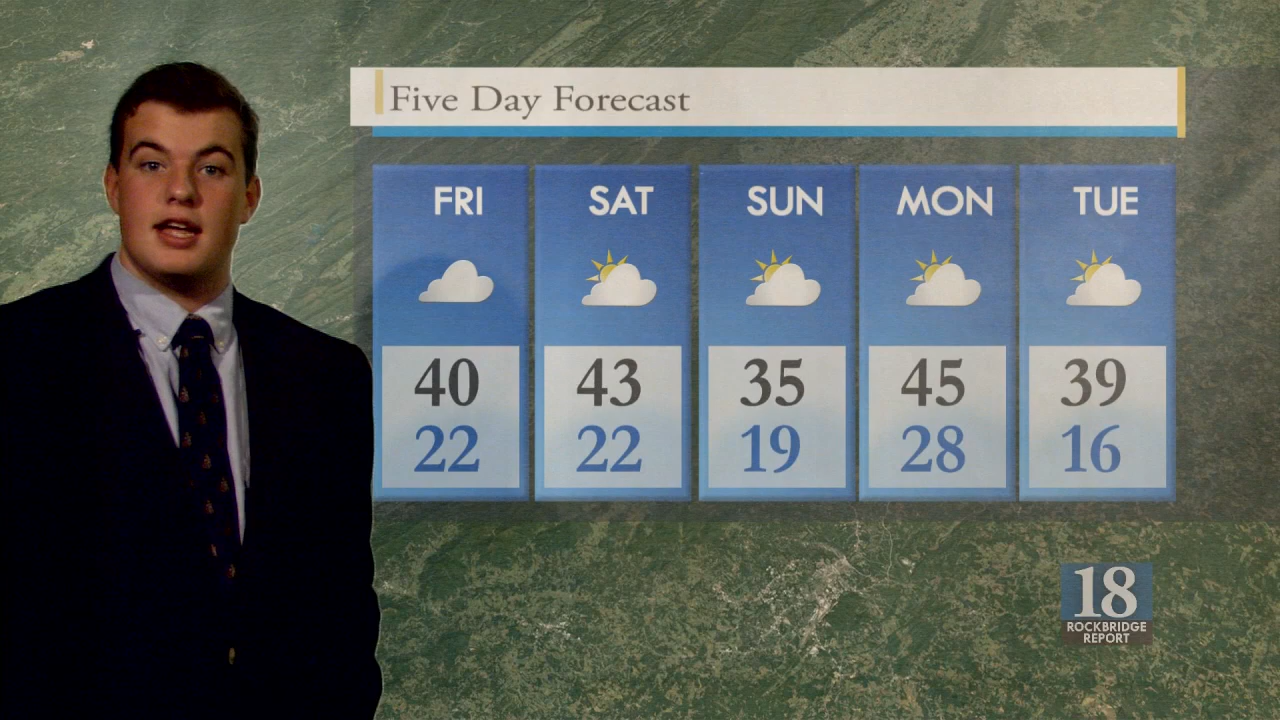 Five Day Forecast
FRI SAT SUN MON TUE
40 43 35 45 39
22 22 19 28 16
18
ROCKBRIDGE
REPORT